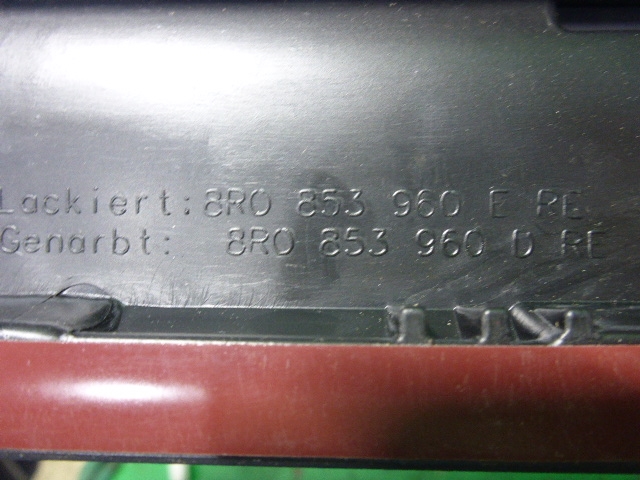 Lackiert: 8R0 853 960 E RE
Genarbt: 8R0 853 960 D RE